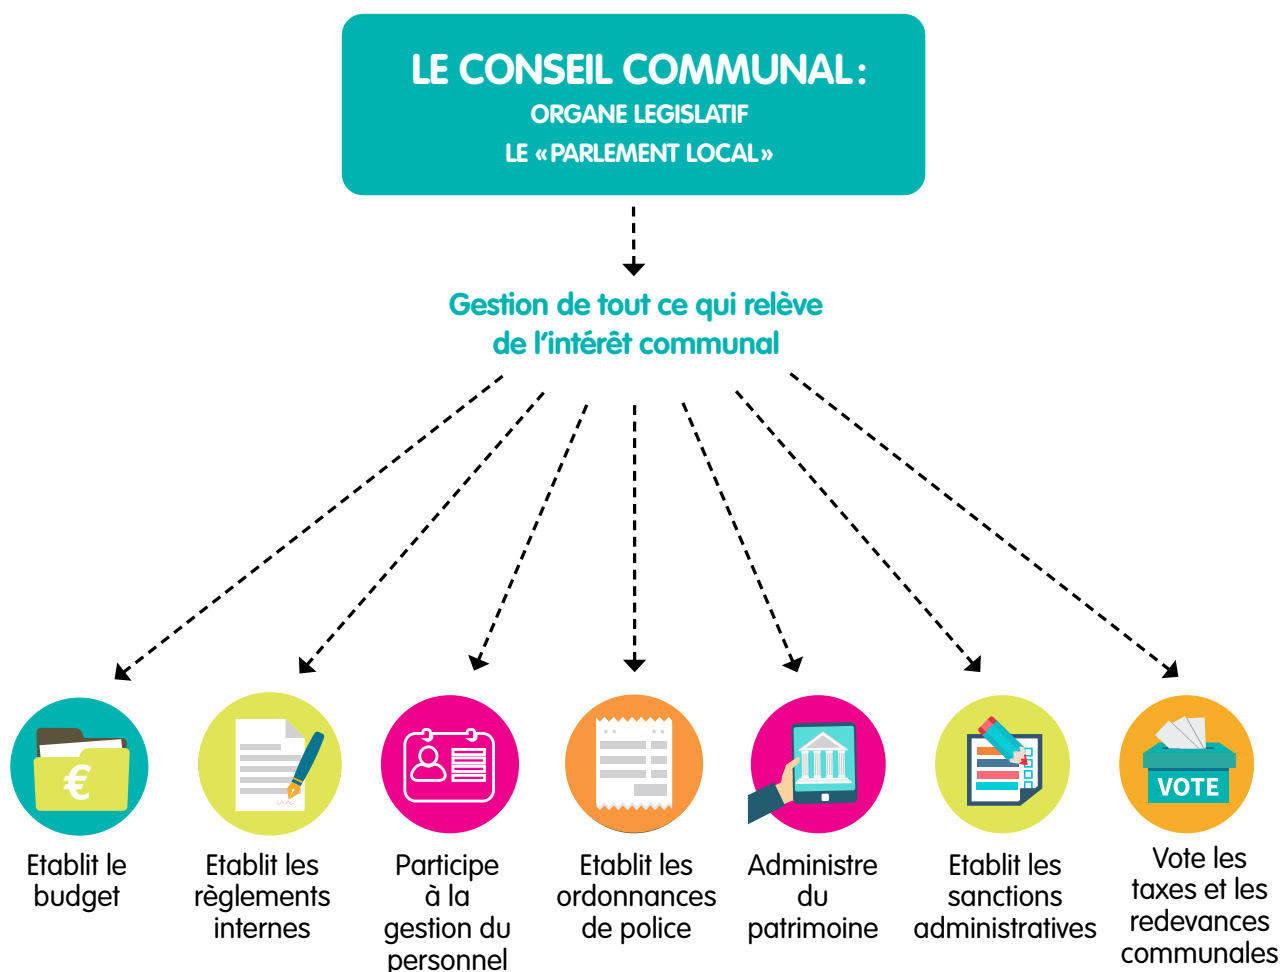 LE CONSEIL COMMUNAL :
ORGANE LEGISLATIF
LE «PARLEMENT LOCAL»
Gestion de tout ce qui relève
de l'intérêt communal
€
Etablit le
budget
Etablit les
règlements
internes
Participe
à la
gestion du
personnel
Etablit les
ordonnances
de police
Administre
du
patrimoine
Etablit les
sanctions
administratives
VOTE
Vote les
taxes et les
redevances
communales